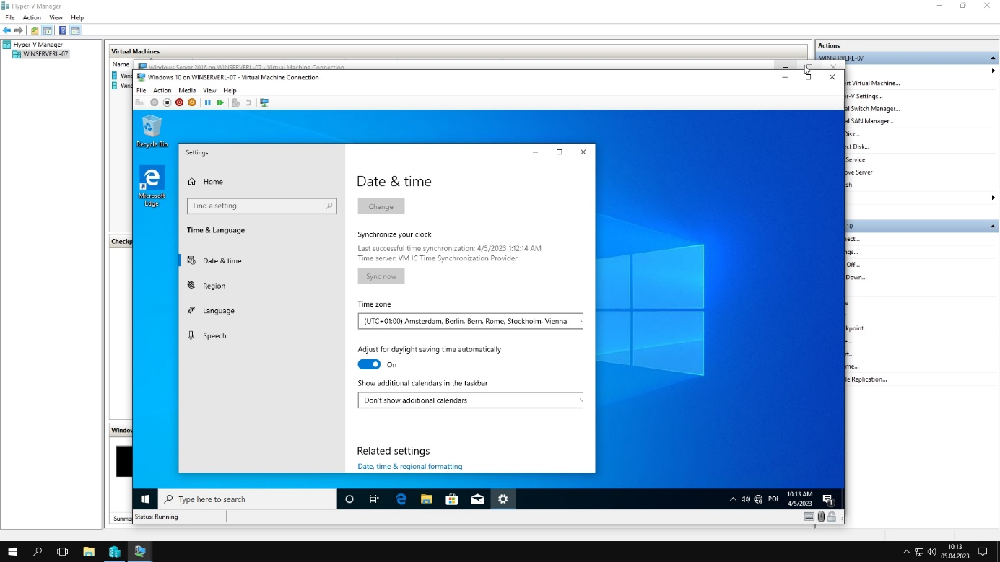 Hyper-V Manager
File Action View Help
Hyper-V Manager
WINSERVERL-07
Virtual Machines
Name
Actions
WINSERVERL-07
Windows Server 2016 on WINSERVERL-07 - Virtual Machine Connection
Windows 10 on WINSERVERL-07 - Virtual Machine Connection
File Action Media View Help
Recycle Bin
Microsoft
Edge
Settings
Home
Find a setting
Time & Language
Date & time
Region
Language
Speech
Date & time
Change
Synchronize your clock
Last successful time synchronization: 4/5/2023 1:12:14 AM
Time server: VM IC Time Synchronization Provider
Sync now
Time zone
(UTC+01:00) Amsterdam, Berlin, Bern, Rome, Stockholm, Vienna
Adjust for daylight saving time automatically
On
Show additional calendars in the taskbar
Don't show additional calendars
Related settings
Date, time & regional formatting
Type here to search
POL
10:13 AM
4/5/2023
1
Status: Running
rt Virtual Machine...
r-V Settings...
al Switch Manager...
al SAN Manager...
Disk...
ct Disk...
Service
ove Server
sh
10
ect...
ngs...
Off...
Down...
kpoint
e...
rt...
me...
le Replication...
Checkp
Window
Summa
10:13
05.04.2023